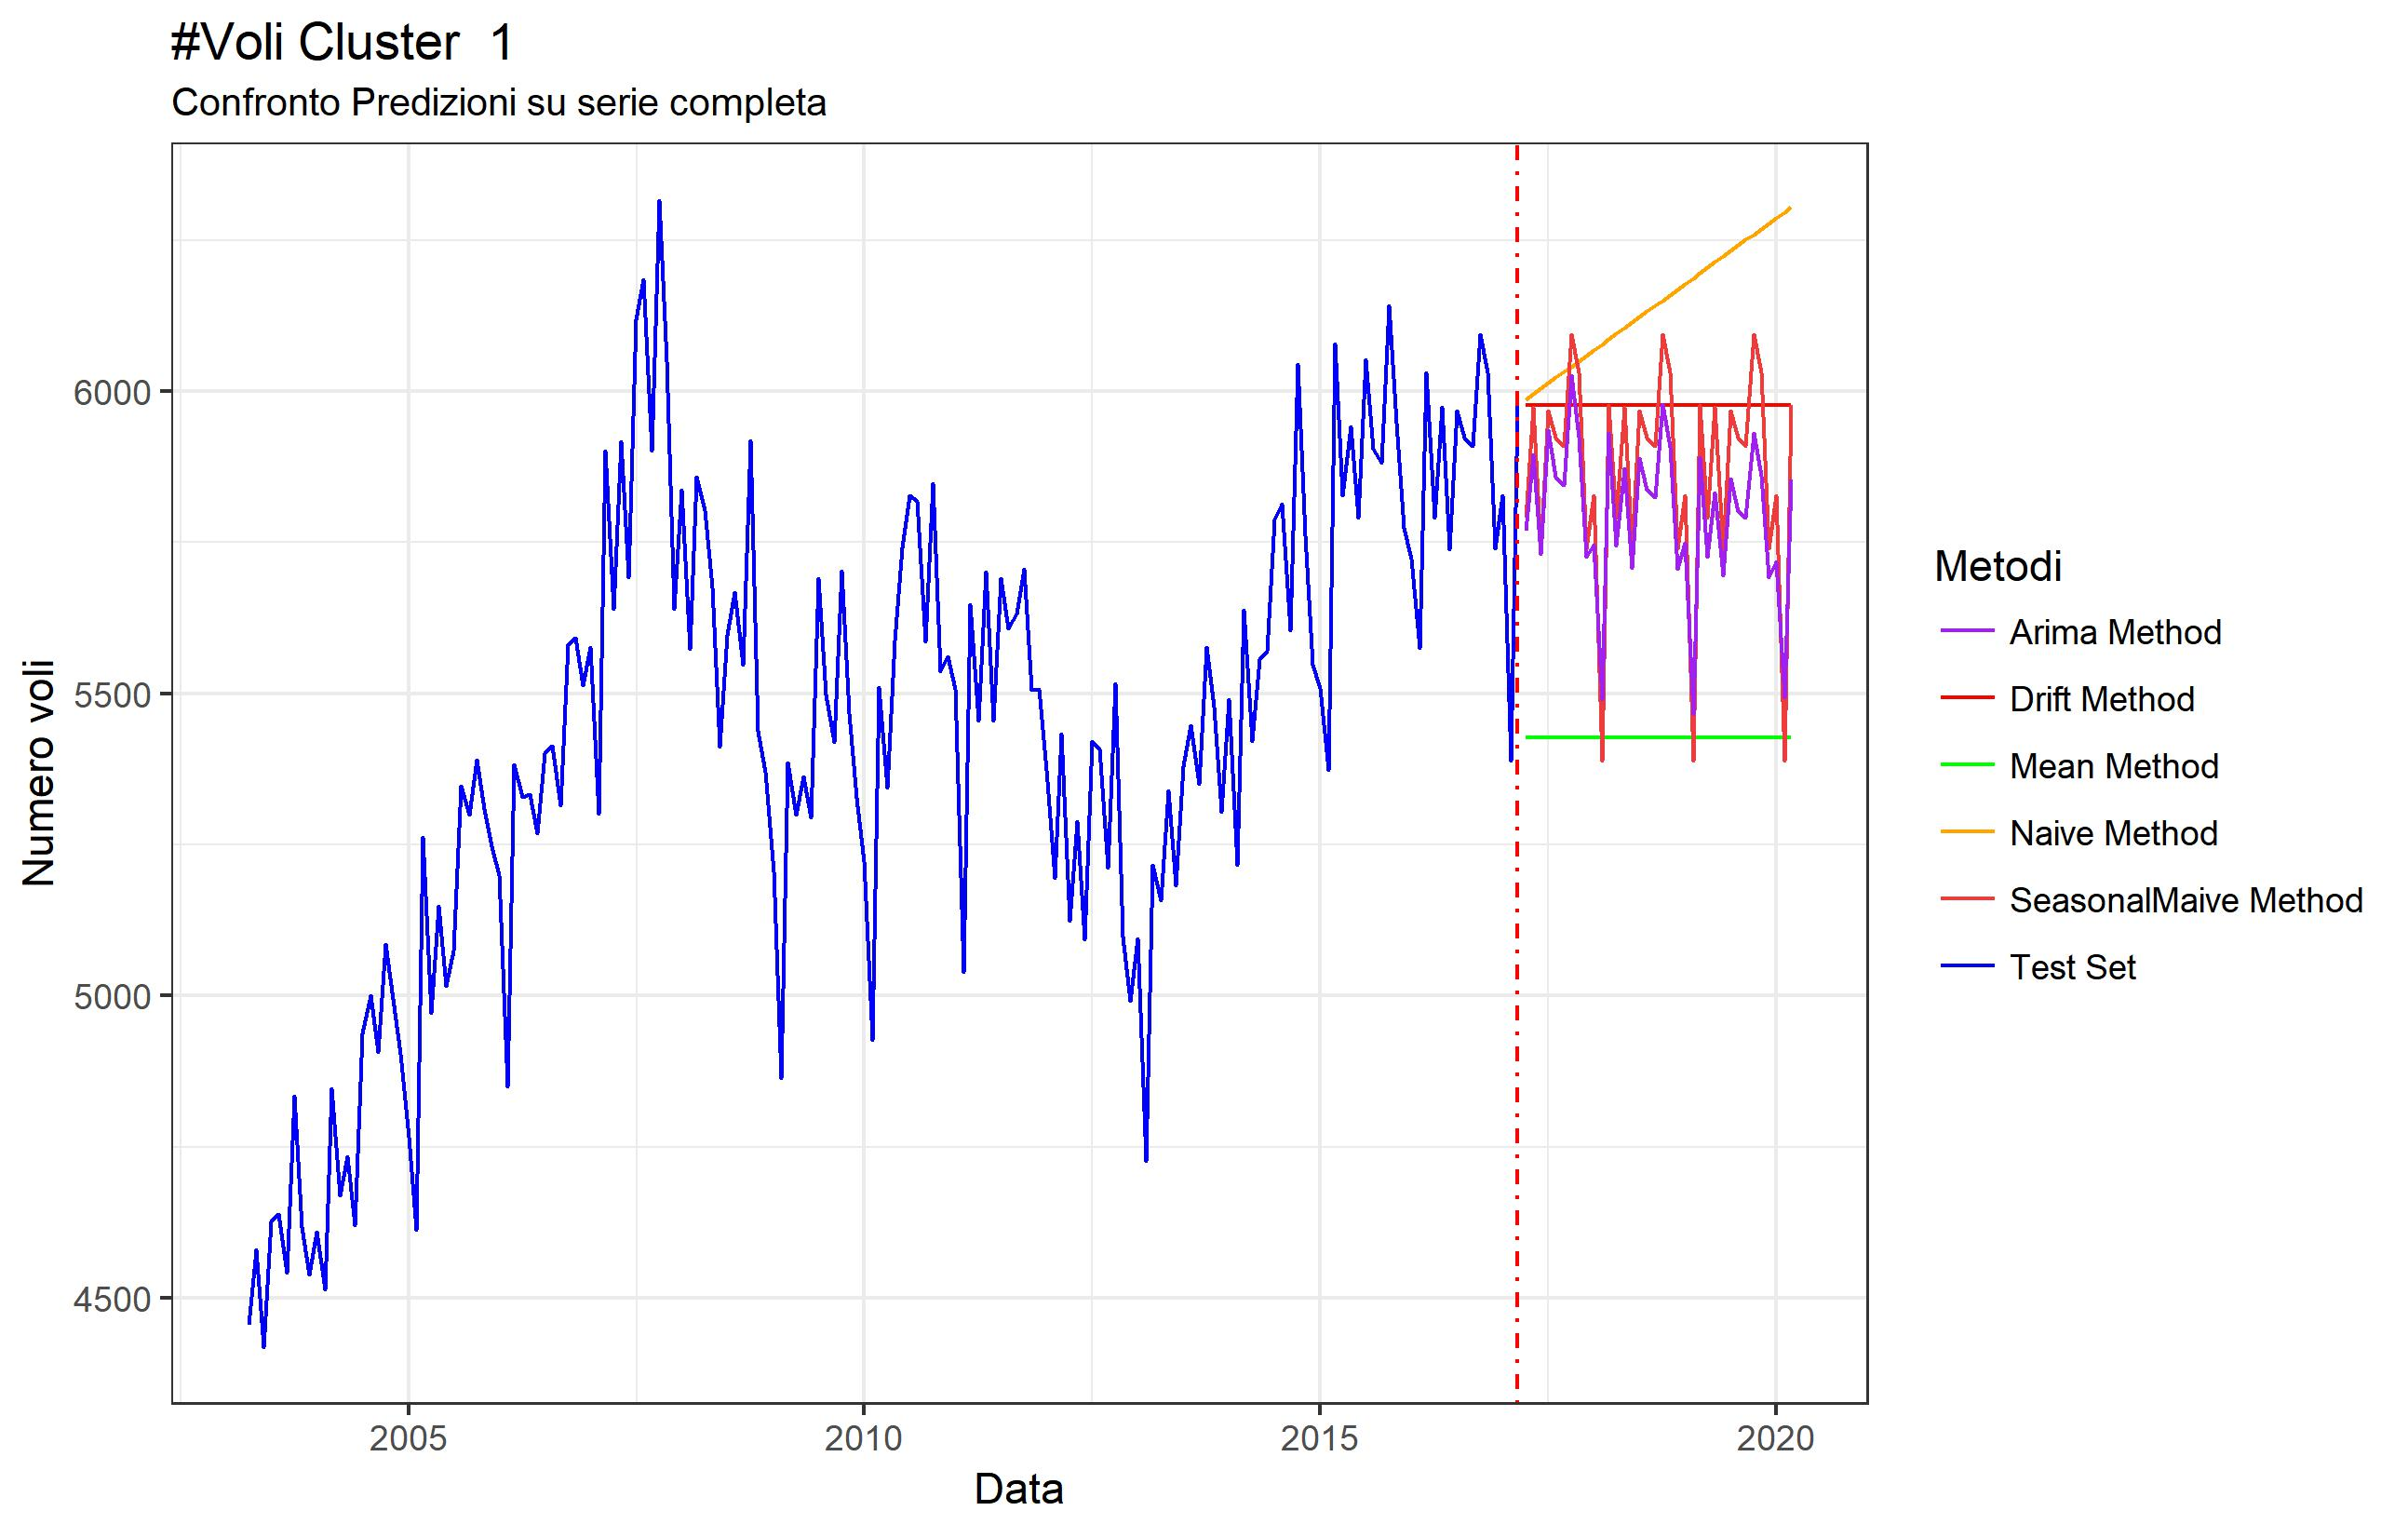 #Voli Cluster  1
Confronto Predizioni su serie completa
Numero voli
6000
5500
5000
4500
2005
2010
2015
2020
Data
Metodi
Arima Method
Drift Method
Mean Method
Naive Method
SeasonalMaive Method
Test Set